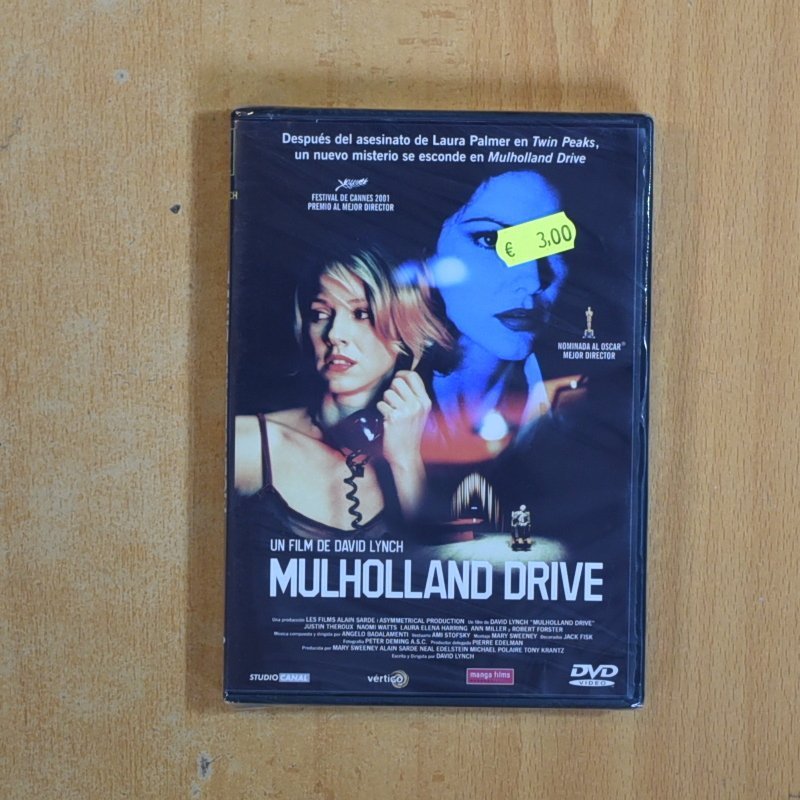 Después del asesinato de Laura Palmer en Twin Peaks,
un nuevo misterio se esconde en Mulholland Drive
FESTIVAL DE CANNES 2001
PREMIO AL MEJOR DIRECTOR
€ 3,00
NOMINADA AL OSCAR®
MEJOR DIRECTOR
UN FILM DE DAVID LYNCH
MULHOLLAND DRIVE
Una producción LES FILMS ALAIN SARDE / ASYMMETRICAL PRODUCTION Un film de DAVID LYNCH "MULHOLLAND DRIVE"
JUSTIN THEROUX NAOMI WATTS LAURA ELENA HARRING ANN MILLER y ROBERT FORSTER
Música compuesta y dirigida por ANGELO BADALAMENTI Vestuario AMI STOFSKY Montaje MARY SWEENEY Decorados JACK FISK
Fotografía PETER DEMING A.S.C. Productor delegado PIERRE EDELMAN
Producida por MARY SWEENEY ALAIN SARDE NEAL EDELSTEIN MICHAEL POLAIRE TONY KRANTZ
Escrita y Dirigida por DAVID LYNCH
STUDIO CANAL
vértigo
manga films
DVD
VIDEO